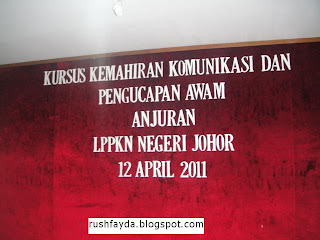 KURSUS KEMAHIRAN KOMUNIKASI DAN
PENGUCAPAN AWAM
ANJURAN
LPPKN NEGERI JOHOR
12 APRIL 2011
rushfayda.blogspot.com